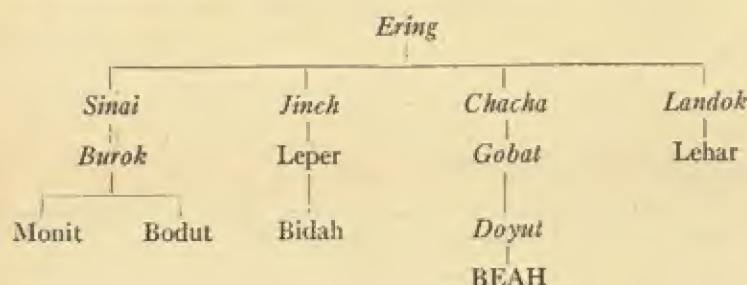 Ering
Sinai Jinch Chacha Landok
Burok Leper Gobat Lehar
Monit Bodut Bidah Doyut
BEAH